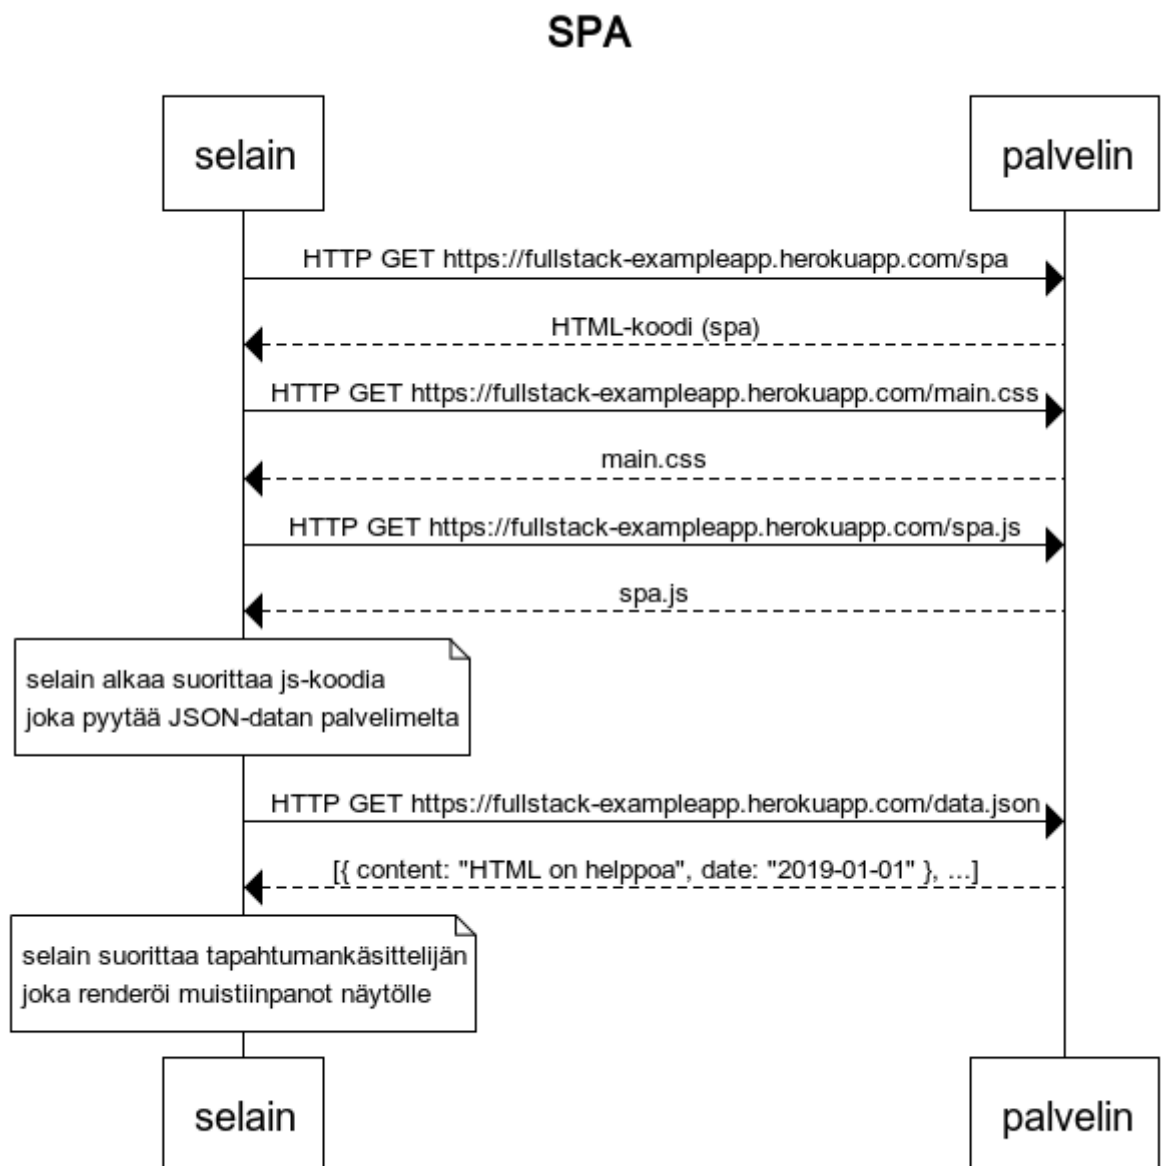 SPA
selain
palvelin
HTTP GET https://fullstack-exampleapp.herokuapp.com/spa
HTML-koodi (spa)
HTTP GET https://fullstack-exampleapp.herokuapp.com/main.css
main.css
HTTP GET https://fullstack-exampleapp.herokuapp.com/spa.js
spa.js
selain alkaa suorittaa js-koodia
joka pyytää JSON-datan palvelimelta
HTTP GET https://fullstack-exampleapp.herokuapp.com/data.json
[{ content: "HTML on helppoa", date: "2019-01-01" }, ...]
selain suorittaa tapahtumankäsittelijän
joka renderöi muistiinpanot näytölle
selain
palvelin